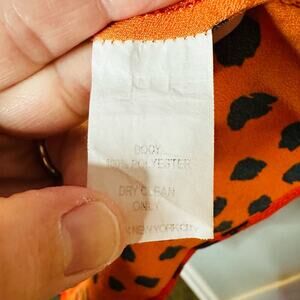 BODY
100% POLYESTER
DRY CLEAN
ONLY
NEW YORK CITY